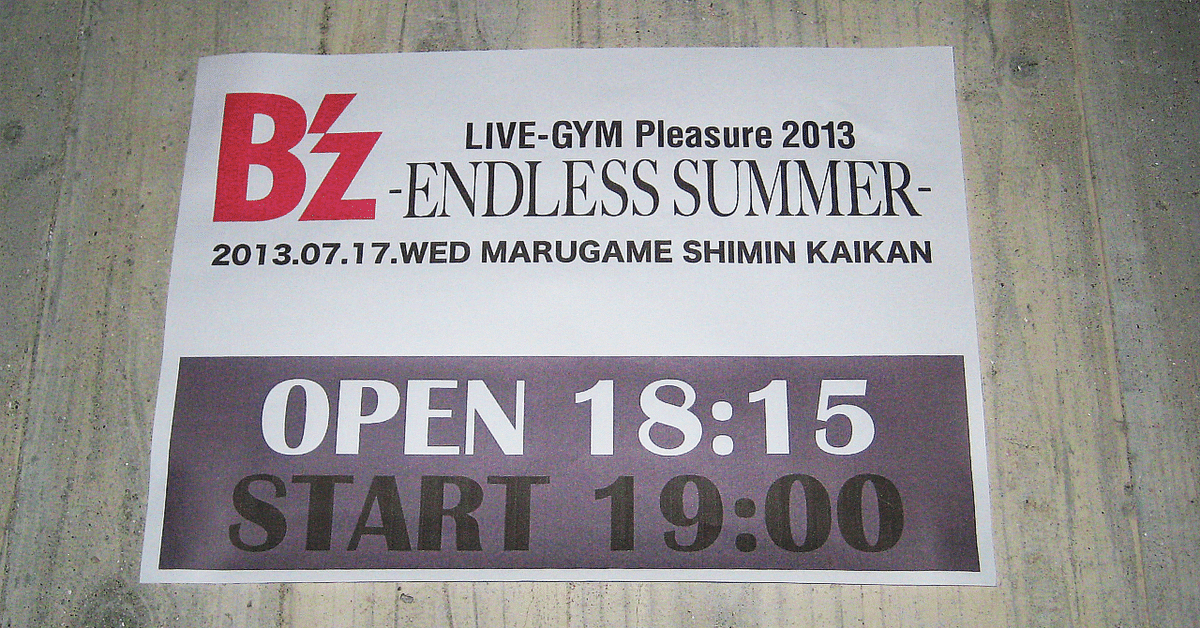 B'z
LIVE-GYM Pleasure 2013
-ENDLESS SUMMER-
2013.07.17.WED MARUGAME SHIMIN KAIKAN
OPEN 18:15
START 19:00